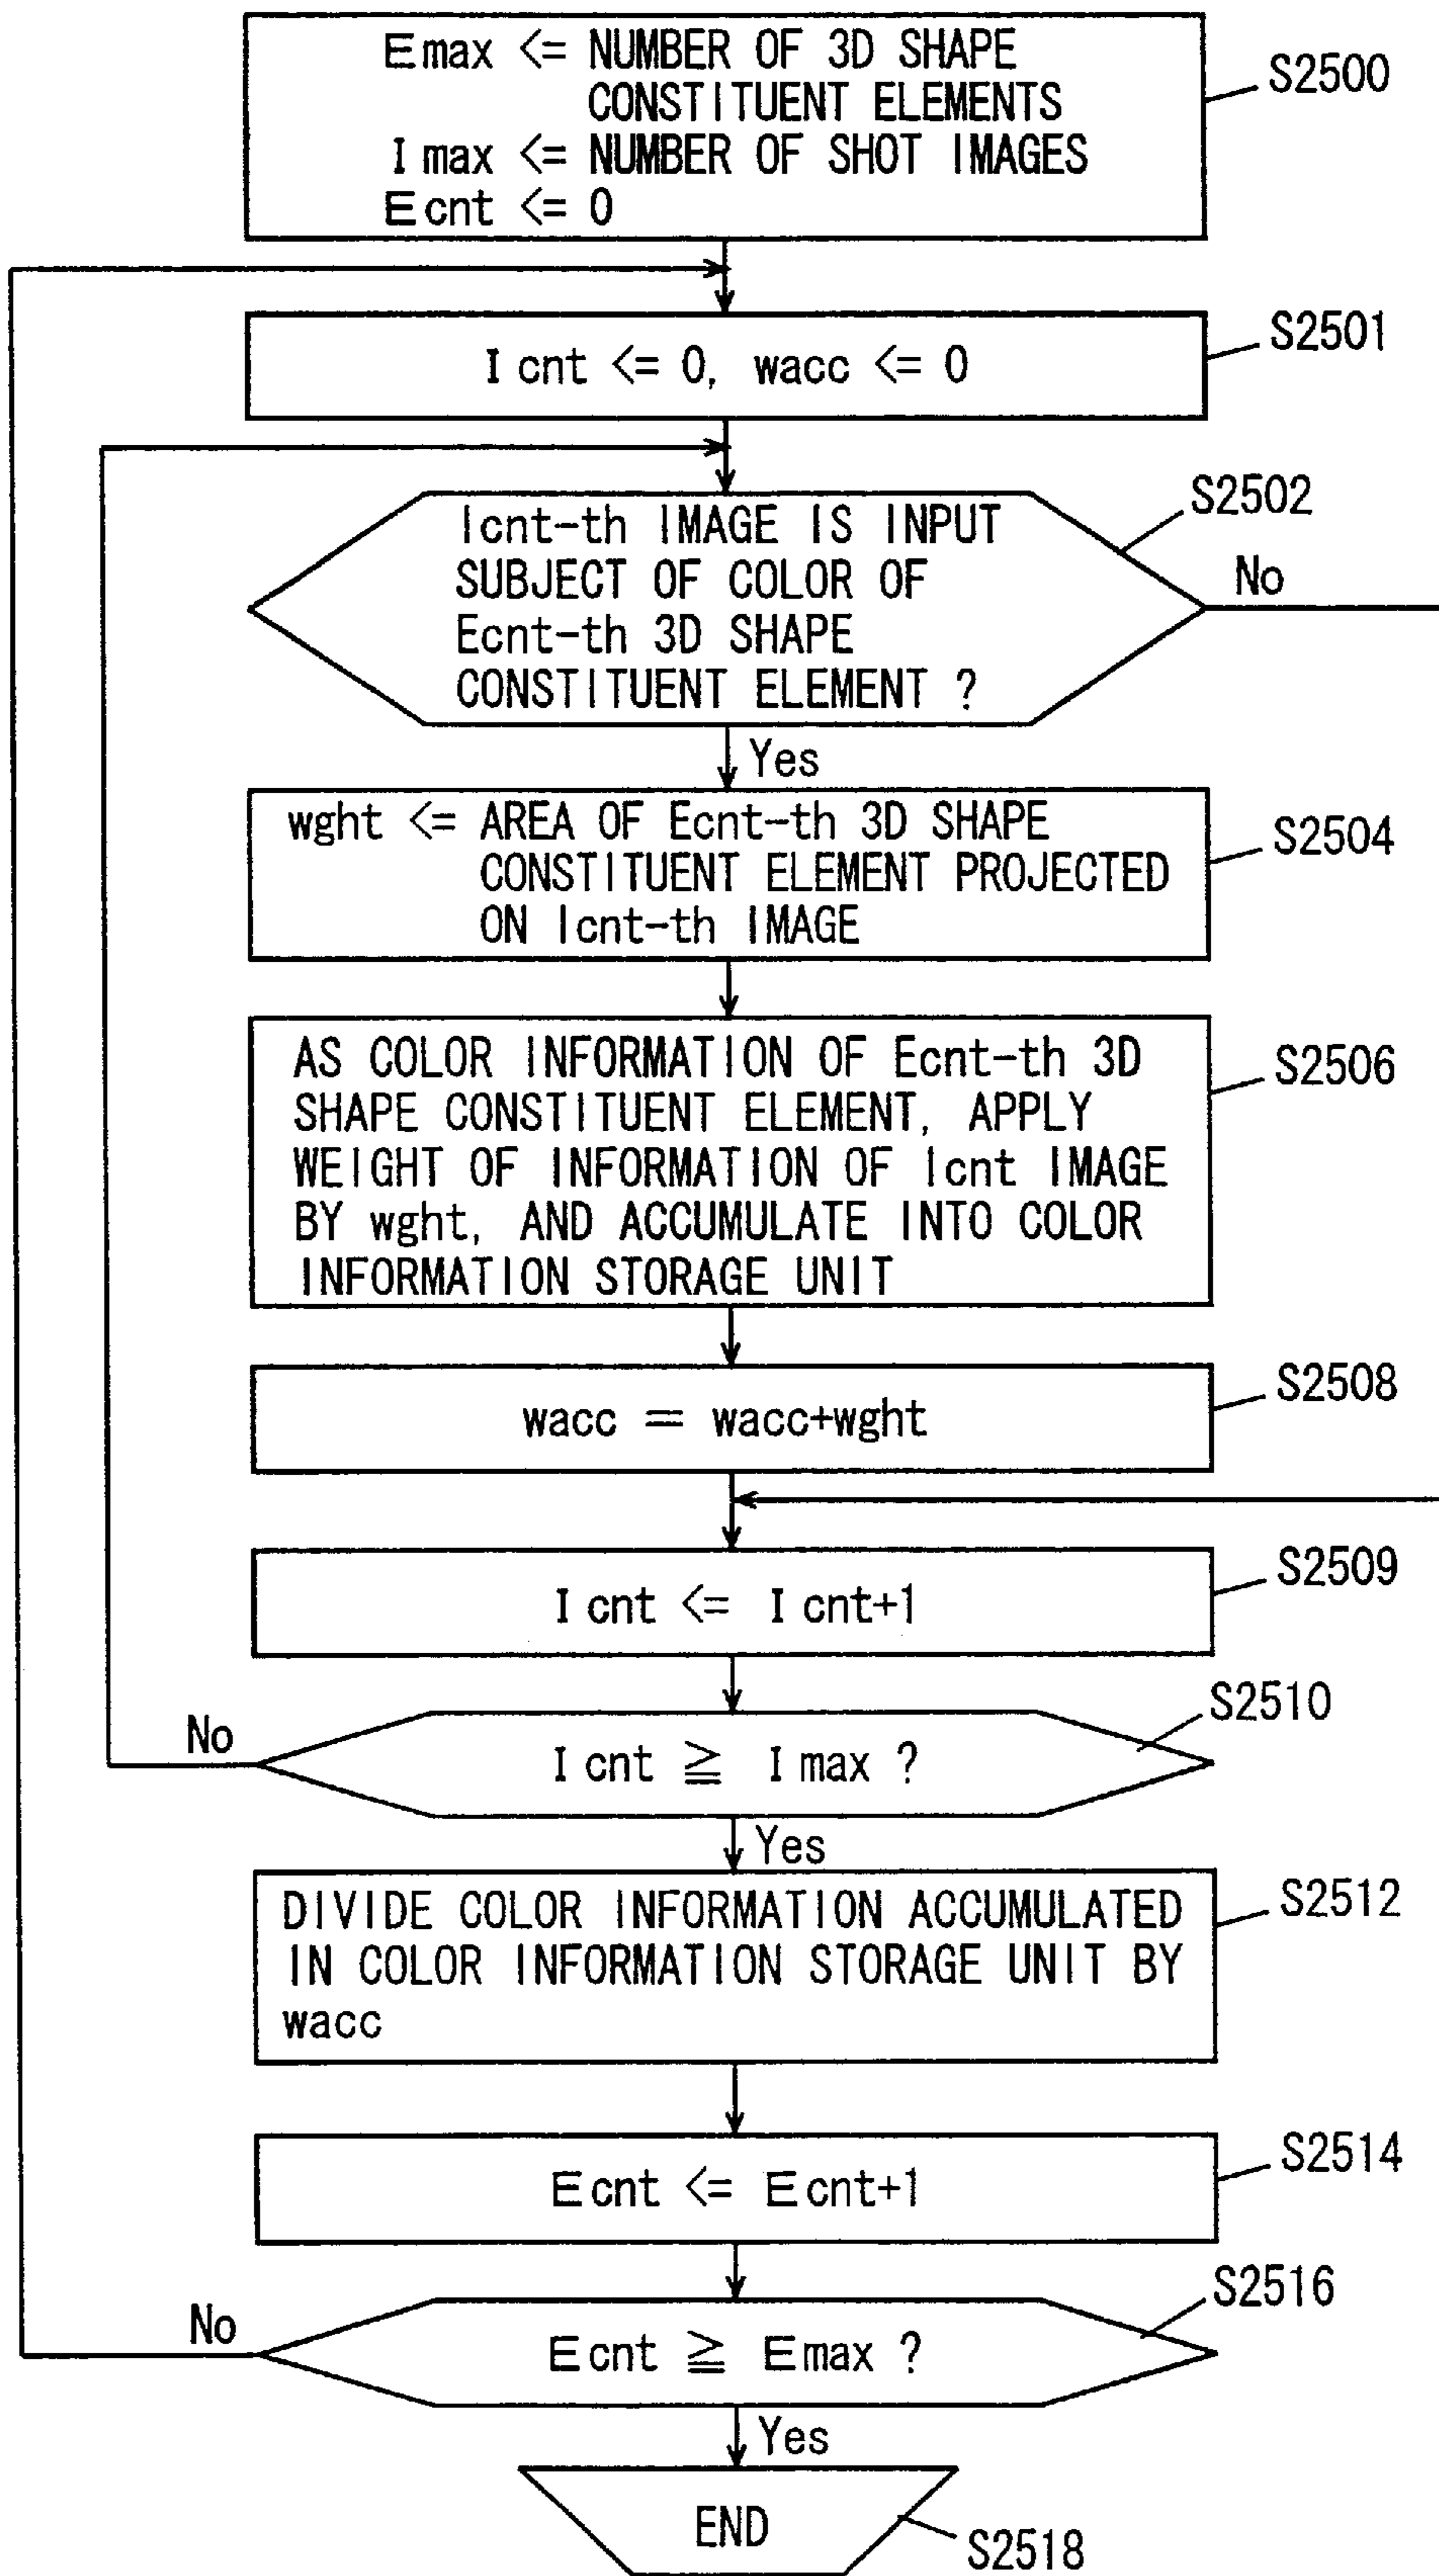 Emax <= NUMBER OF 3D SHAPE
CONSTITUENT ELEMENTS
Imax <= NUMBER OF SHOT IMAGES
Ecnt <= 0
S2500
Icnt <= 0, wacc <= 0
S2501
Icnt-th IMAGE IS INPUT
SUBJECT OF COLOR OF
Ecnt-th 3D SHAPE
CONSTITUENT ELEMENT ?
S2502
No
Yes
wght <= AREA OF Ecnt-th 3D SHAPE
CONSTITUENT ELEMENT PROJECTED
ON Icnt-th IMAGE
S2504
AS COLOR INFORMATION OF Ecnt-th 3D
SHAPE CONSTITUENT ELEMENT, APPLY
WEIGHT OF INFORMATION OF Icnt IMAGE
BY wght, AND ACCUMULATE INTO COLOR
INFORMATION STORAGE UNIT
S2506
wacc = wacc+wght
S2508
Icnt <= Icnt+1
S2509
Icnt ≧ Imax ?
S2510
No
Yes
DIVIDE COLOR INFORMATION ACCUMULATED
IN COLOR INFORMATION STORAGE UNIT BY
wacc
S2512
Ecnt <= Ecnt+1
S2514
Ecnt ≧ Emax ?
S2516
No
Yes
END
S2518